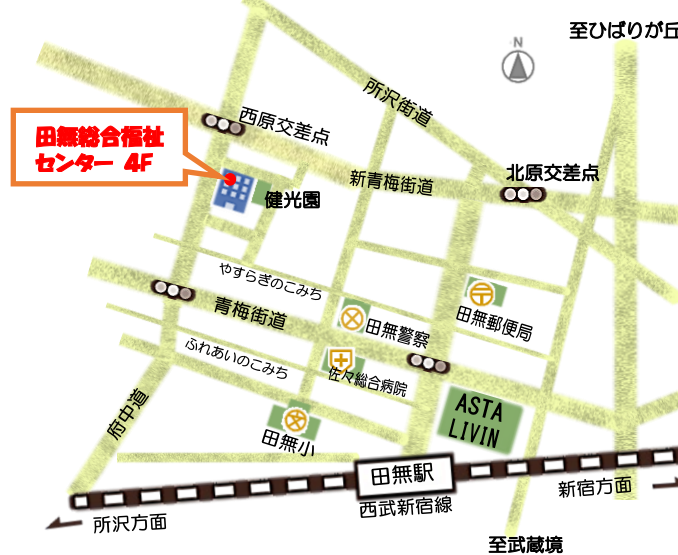 至ひばりが丘
N
所沢街道
西原交差点
田無総合福祉
センター 4F
北原交差点
新青梅街道
健光園
やすらぎのこみち
青梅街道
田無郵便局
田無警察
ふれあいのこみち
佐々総合病院
府中道
ASTA
LIVIN
田無小
田無駅
西武新宿線
新宿方面
所沢方面
至武蔵境